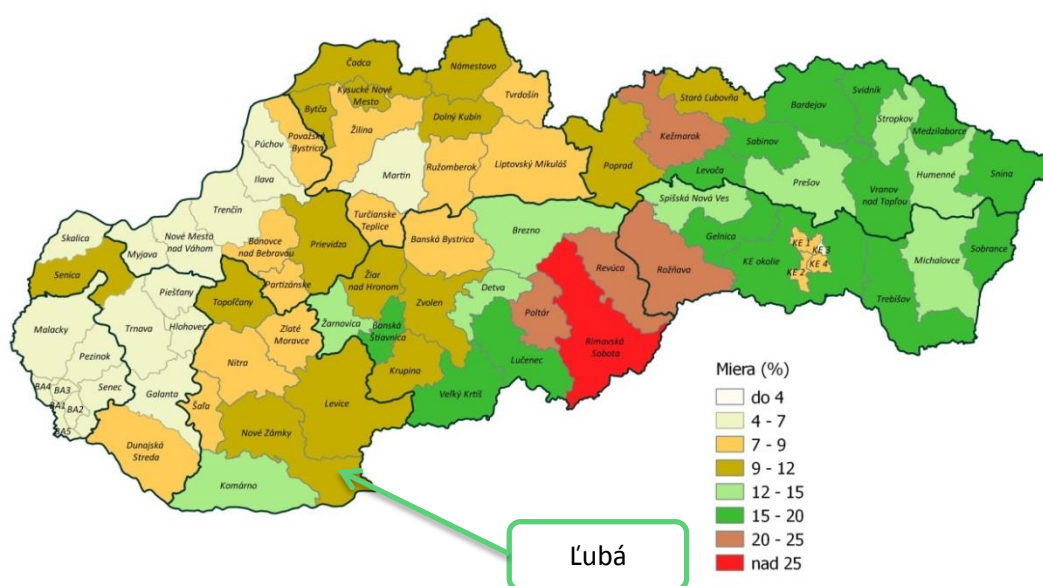 Čadca
Námestovo
Kysucké Nové
Mesto
Tvrdošín
Bytča
Dolný Kubín
Stará Ľubovňa
Svidník
Bardejov
Stropkov
Považská
Bystrica
Žilina
Kežmarok
Medzilaborce
Púchov
Sabinov
Ružomberok
Liptovský Mikuláš
Poprad
Ilava
Martin
Levoča
Prešov
Humenné
Snina
Vranov
nad Topľou
Trenčín
Turčianske
Teplice
Spišská Nová Ves
Skalica
Nové Mesto
nad Váhom
Bánovce
nad Bebravou
Prievidza
Banská Bystrica
Brezno
Gelnica
KE 1
KE 3
KE 2
KE 4
KE okolie
Sobrance
Michalovce
Myjava
Senica
Partizánske
Žiar
nad Hronom
Revúca
Rožňava
Piešťany
Topoľčany
Zvolen
Detva
Trebišov
Malacky
Trnava
Hlohovec
Žarnovica
Banská
Štiavnica
Poltár
Zlaté
Moravce
Rimavská
Sobota
Pezinok
Nitra
Krupina
Lučenec
BA4
BA3
Senec
BA1
BA2
BA5
Galanta
Šaľa
Levice
Veľký Krtíš
Dunajská
Streda
Nové Zámky
Komárno
Miera (%)
do 4
4 - 7
7 - 9
9 - 12
12 - 15
15 - 20
20 - 25
nad 25
Ľubá